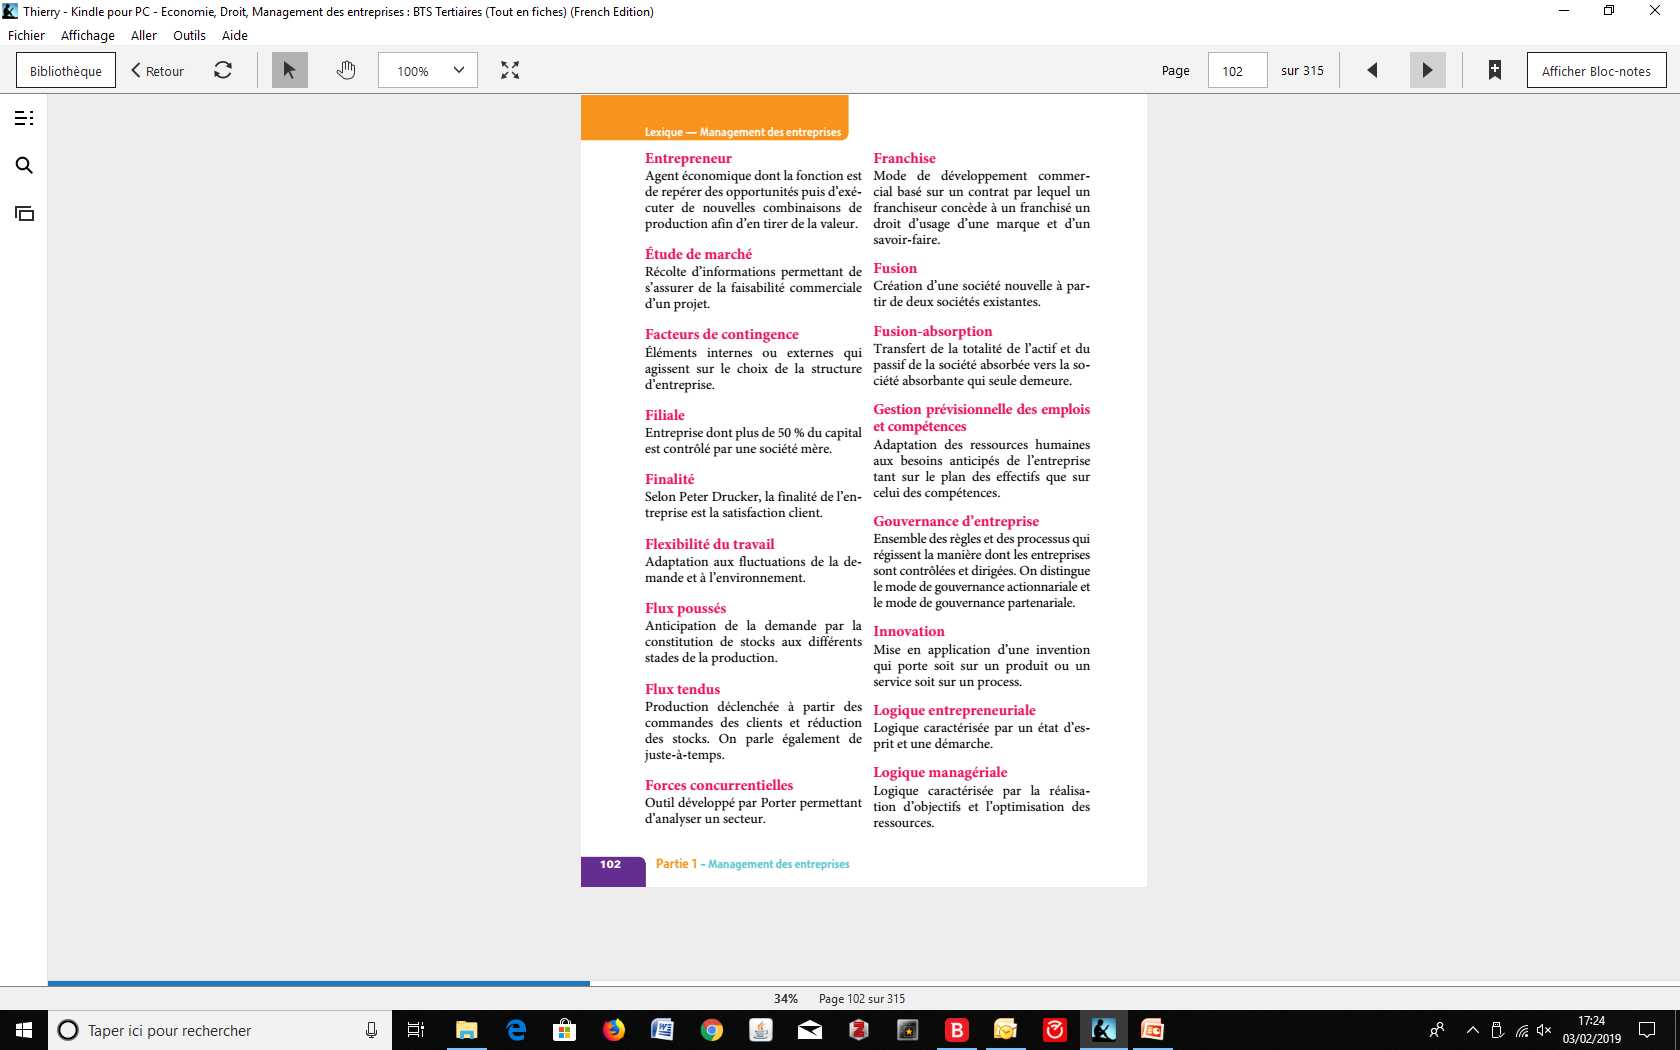 Thierry - Kindle pour PC - Economie, Droit, Management des entreprises : BTS Tertiaires (Tout en fiches) (French Edition)
Fichier Affichage Aller Outils Aide
Bibliothèque Retour 100% Page 102 sur 315 Afficher Bloc-notes
Lexique — Management des entreprises
Entrepreneur
Agent économique dont la fonction est
de repérer des opportunités puis d'exé-
cuter de nouvelles combinaisons de
production afin d'en tirer de la valeur.
Étude de marché
Récolte d'informations permettant de
s'assurer de la faisabilité commerciale
d'un projet.
Facteurs de contingence
Éléments internes ou externes qui
agissent sur le choix de la structure
d'entreprise.
Filiale
Entreprise dont plus de 50 % du capital
est contrôlé par une société mère.
Finalité
Selon Peter Drucker, la finalité de l'en-
treprise est la satisfaction client.
Flexibilité du travail
Adaptation aux fluctuations de la de-
mande et à l'environnement.
Flux poussés
Anticipation de la demande par la
constitution de stocks aux différents
stades de la production.
Flux tendus
Production déclenchée à partir des
commandes des clients et réduction
des stocks. On parle également de
juste-à-temps.
Forces concurrentielles
Outil développé par Porter permettant
d'analyser un secteur.
Franchise
Mode de développement commer-
cial basé sur un contrat par lequel un
franchiseur concède à un franchisé un
droit d'usage d'une marque et d'un
savoir-faire.
Fusion
Création d'une société nouvelle à par-
tir de deux sociétés existantes.
Fusion-absorption
Transfert de la totalité de l'actif et du
passif de la société absorbée vers la so-
ciété absorbante qui seule demeure.
Gestion prévisionnelle des emplois
et compétences
Adaptation des ressources humaines
aux besoins anticipés de l'entreprise
tant sur le plan des effectifs que sur
celui des compétences.
Gouvernance d'entreprise
Ensemble des règles et des processus qui
régissent la manière dont les entreprises
sont contrôlées et dirigées. On distingue
le mode de gouvernance actionnariale et
le mode de gouvernance partenariale.
Innovation
Mise en application d'une invention
qui porte soit sur un produit ou un
service soit sur un process.
Logique entrepreneuriale
Logique caractérisée par un état d'es-
prit et une démarche.
Logique managériale
Logique caractérisée par la réalisa-
tion d'objectifs et l'optimisation des
ressources.
102 Partie 1 – Management des entreprises
34% Page 102 sur 315
Taper ici pour rechercher
17:24
03/02/2019